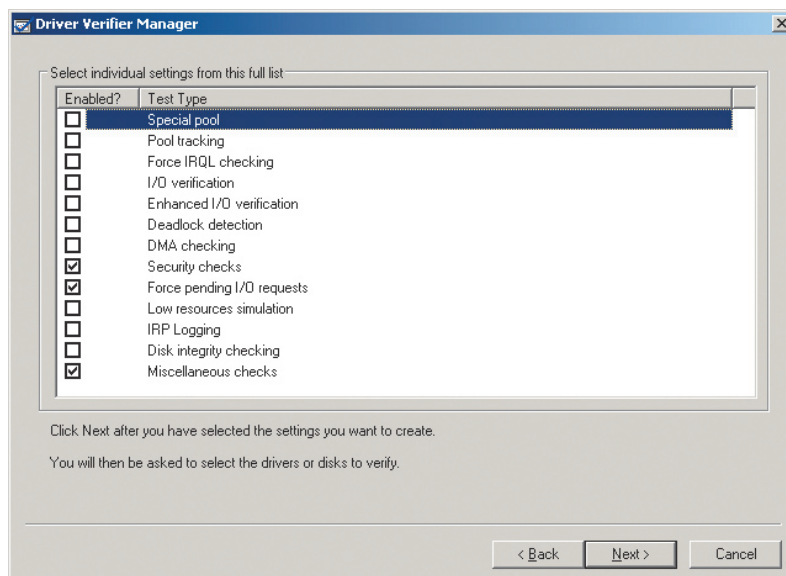 Driver Verifier Manager
Select individual settings from this full list
Enabled? Test Type
Special pool
Pool tracking
Force IRQL checking
I/O verification
Enhanced I/O verification
Deadlock detection
DMA checking
Security checks
Force pending I/O requests
Low resources simulation
IRP Logging
Disk integrity checking
Miscellaneous checks
Click Next after you have selected the settings you want to create.
You will then be asked to select the drivers or disks to verify.
< Back Next > Cancel